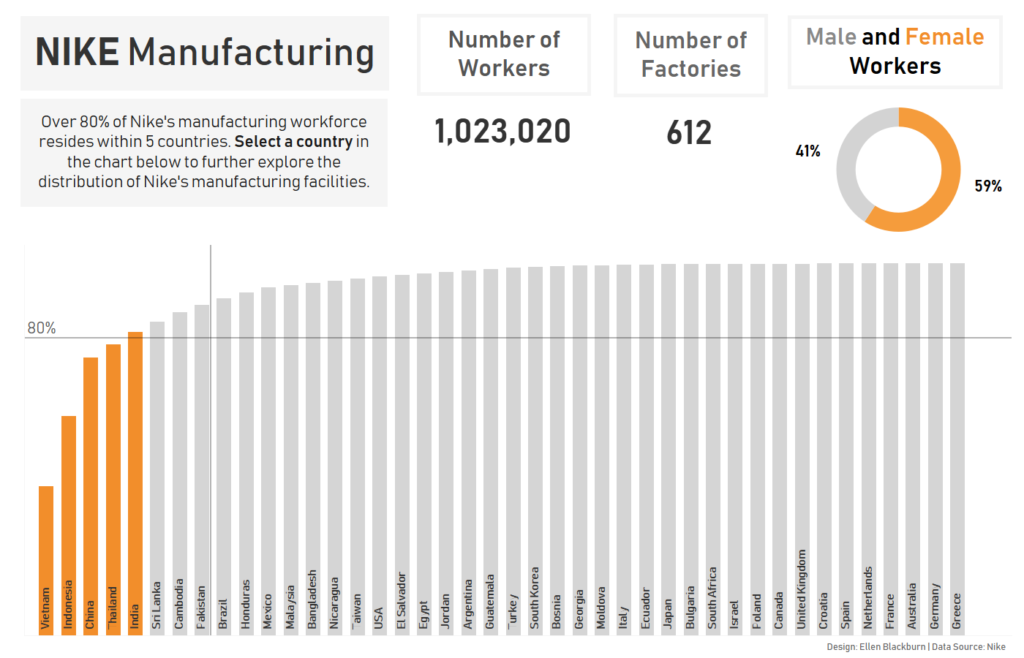 NIKE Manufacturing
Over 80% of Nike's manufacturing workforce
resides within 5 countries. Select a country in
the chart below to further explore the
distribution of Nike's manufacturing facilities.
Number of
Workers
1,023,020
Number of
Factories
612
Male and Female
Workers
41%
59%
80%
Vietnam
Indonesia
China
Thailand
India
Sri Lanka
Cambodia
Pakistan
Brazil
Honduras
Mexico
Malaysia
Bangladesh
Nicaragua
Taiwan
USA
El Salvador
Egypt
Jordan
Argentina
Guatemala
Turkey
South Korea
Bosnia
Georgia
Moldova
Italy
Ecuador
Japan
Bulgaria
South Africa
Israel
Poland
Canada
United Kingdom
Croatia
Spain
Netherlands
France
Australia
Germany
Greece
Design: Ellen Blackburn | Data Source: Nike